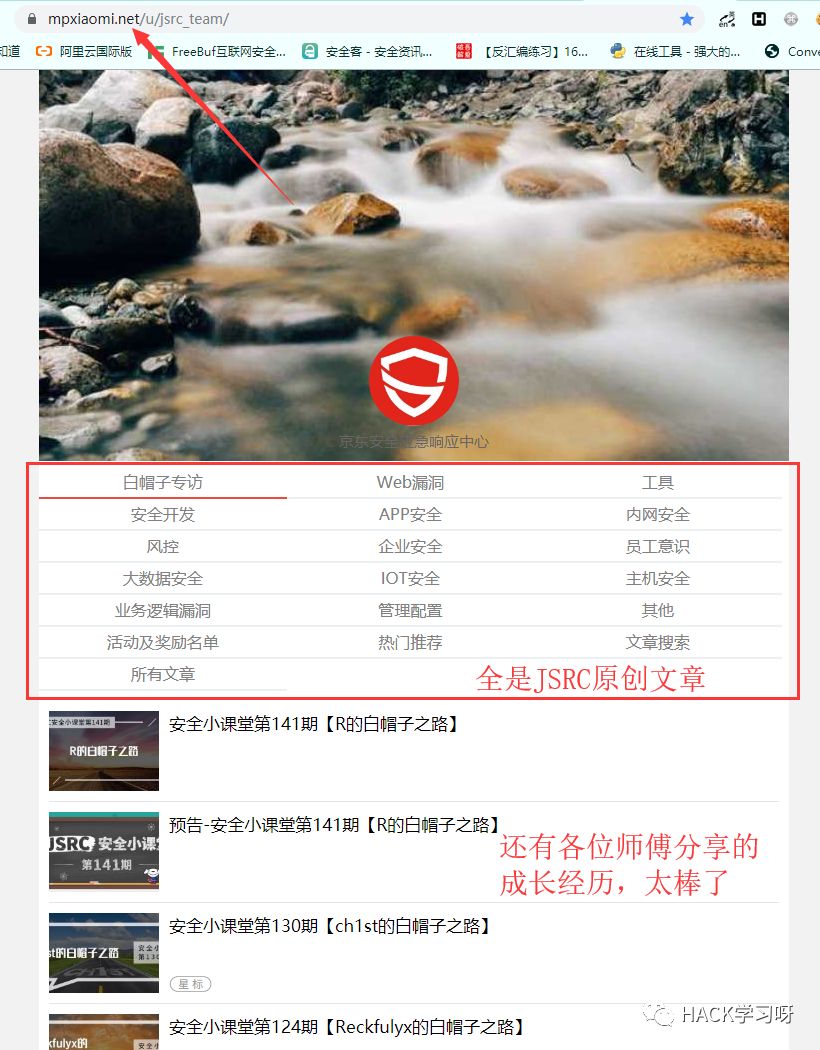 mpxiaomi.net/u/jsrc_team/
知道 阿里云国际版 FreeBuf互联网安全... 安全客 - 安全资讯... 【反汇编练习】16... 在线工具 - 强大的... Conve
京东安全应急响应中心
白帽子专访 Web漏洞 工具
安全开发 APP安全 内网安全
风控 企业安全 员工意识
大数据安全 IOT安全 主机安全
业务逻辑漏洞 管理配置 其他
活动及奖励名单 热门推荐 文章搜索
所有文章
全是JSRC原创文章
安全小课堂第141期
R的白帽子之路
安全小课堂第141期【R的白帽子之路】
JSRC 安全小课
第141期
预告-安全小课堂第141期【R的白帽子之路】
还有各位师傅分享的
成长经历，太棒了
st的白帽子之路
安全小
第130
安全小课堂第130期【ch1st的白帽子之路】
星标
kfulyx的
安全小
安全小课堂第124期【Reckfulyx的白帽子之路】
HACK学习呀